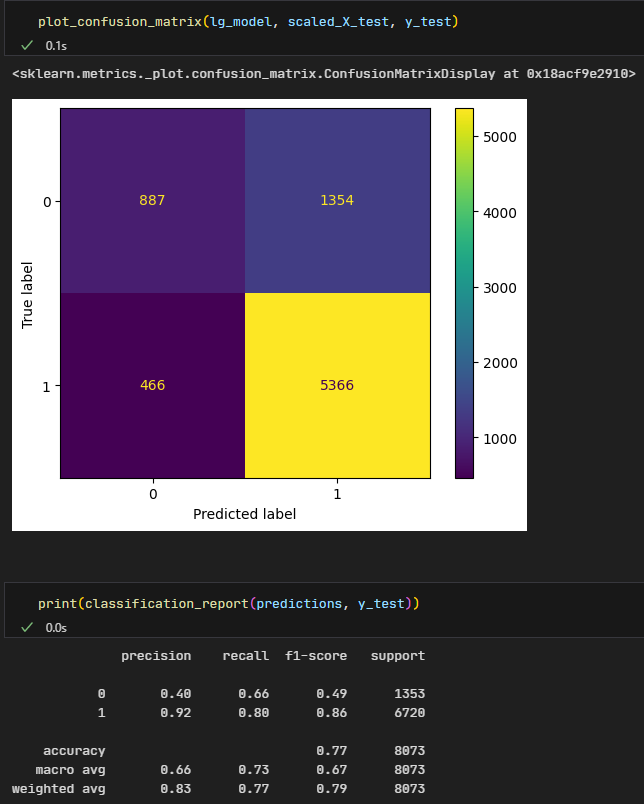 plot_confusion_matrix(lg_model, scaled_X_test, y_test)
✓ 0.1s
<sklearn.metrics._plot.confusion_matrix.ConfusionMatrixDisplay at 0x18acf9e2910>
5000
887 1354
0
4000
True label
3000
2000
466 5366
1
1000
0 1
Predicted label
print(classification_report(predictions, y_test))
✓ 0.0s
precision recall f1-score support
0 0.40 0.66 0.49 1353
1 0.92 0.80 0.86 6720
accuracy 0.77 8073
macro avg 0.66 0.73 0.67 8073
weighted avg 0.83 0.77 0.79 8073